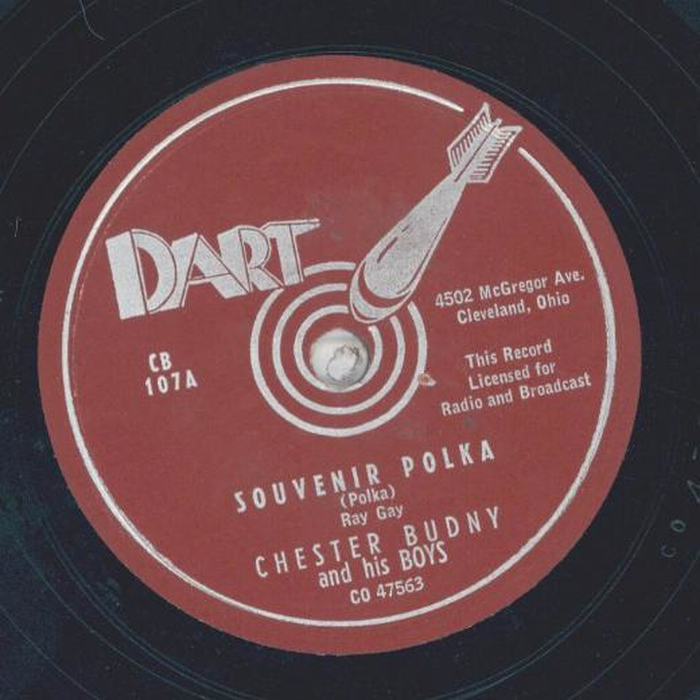 DART
4502 McGregor Ave.
Cleveland, Ohio
CB
107A
This Record
Licensed for
Radio and Broadcast
SOUVENIR POLKA
(Polka)
Ray Gay
CHESTER BUDNY
and his BOYS
CO 47563